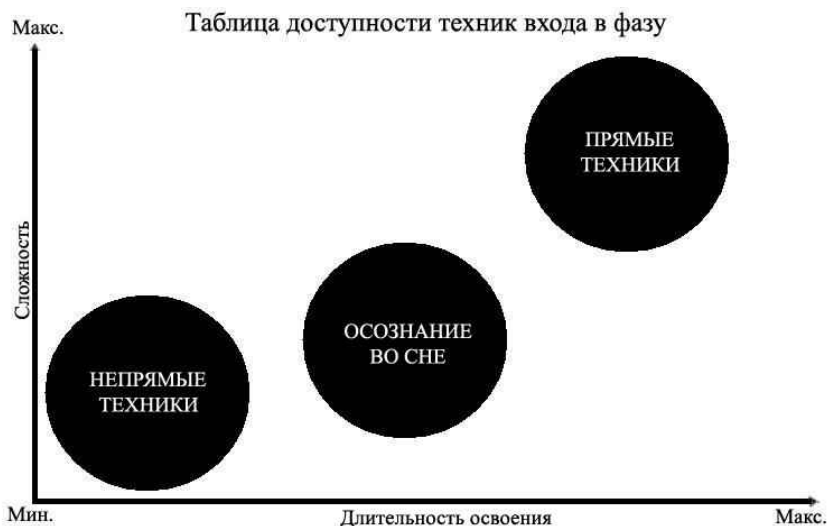 Таблица доступности техник входа в фазу
Макс.
ПРЯМЫЕ
ТЕХНИКИ
Сложность
ОСОЗНАНИЕ
ВО СНЕ
НЕПРЯМЫЕ
ТЕХНИКИ
Мин.
Длительность освоения
Макс.